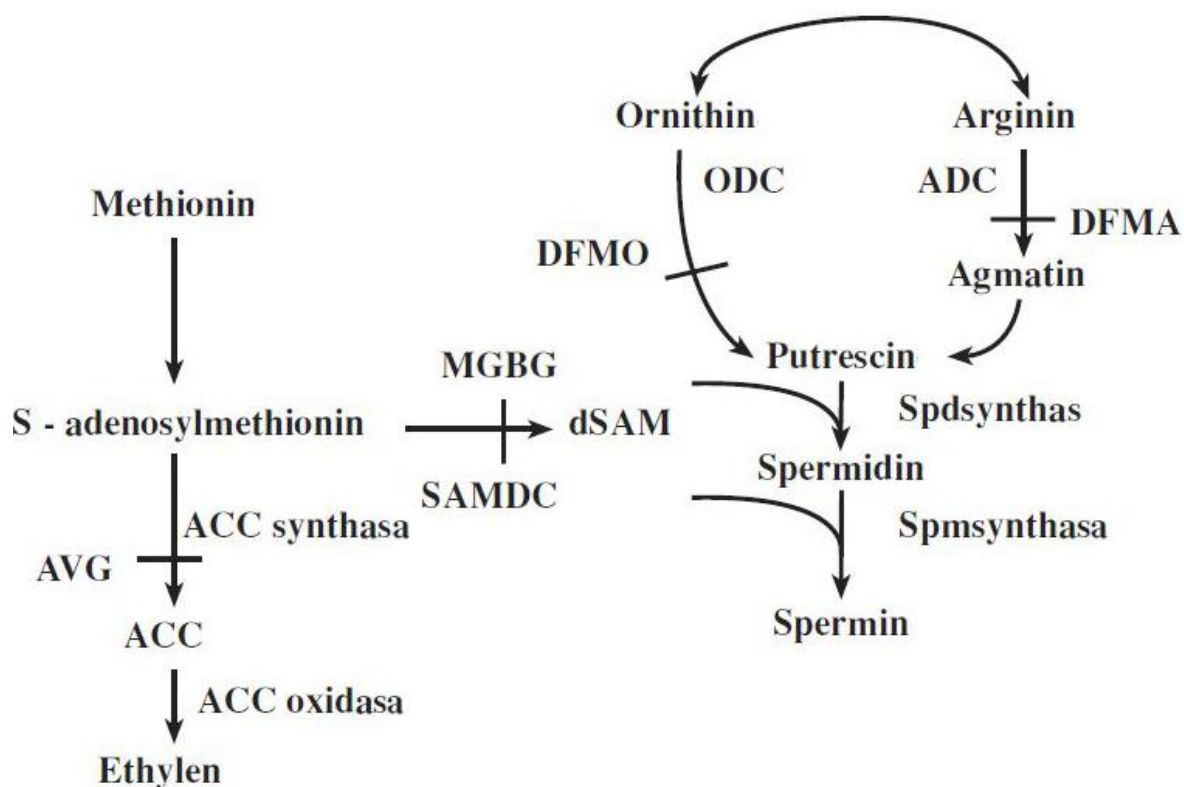 Ornithin
Arginin
ODC
ADC
Methionin
DFMO
DFMA
Agmatin
MGBG
Putrescin
S - adenosylmethionin
dSAM
Spdsynthas
Spermidin
SAMDC
ACC synthasa
Spmsynthasa
AVG
ACC
Spermin
ACC oxidasa
Ethylen